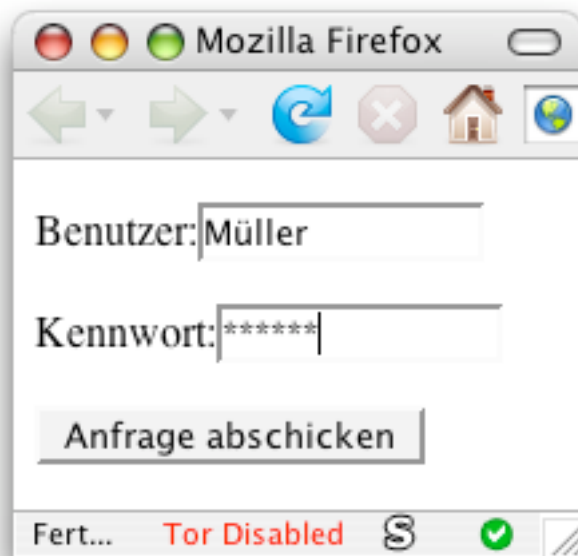 Mozilla Firefox
Benutzer: Müller
Kennwort: ******
Anfrage abschicken
Fert... Tor Disabled S